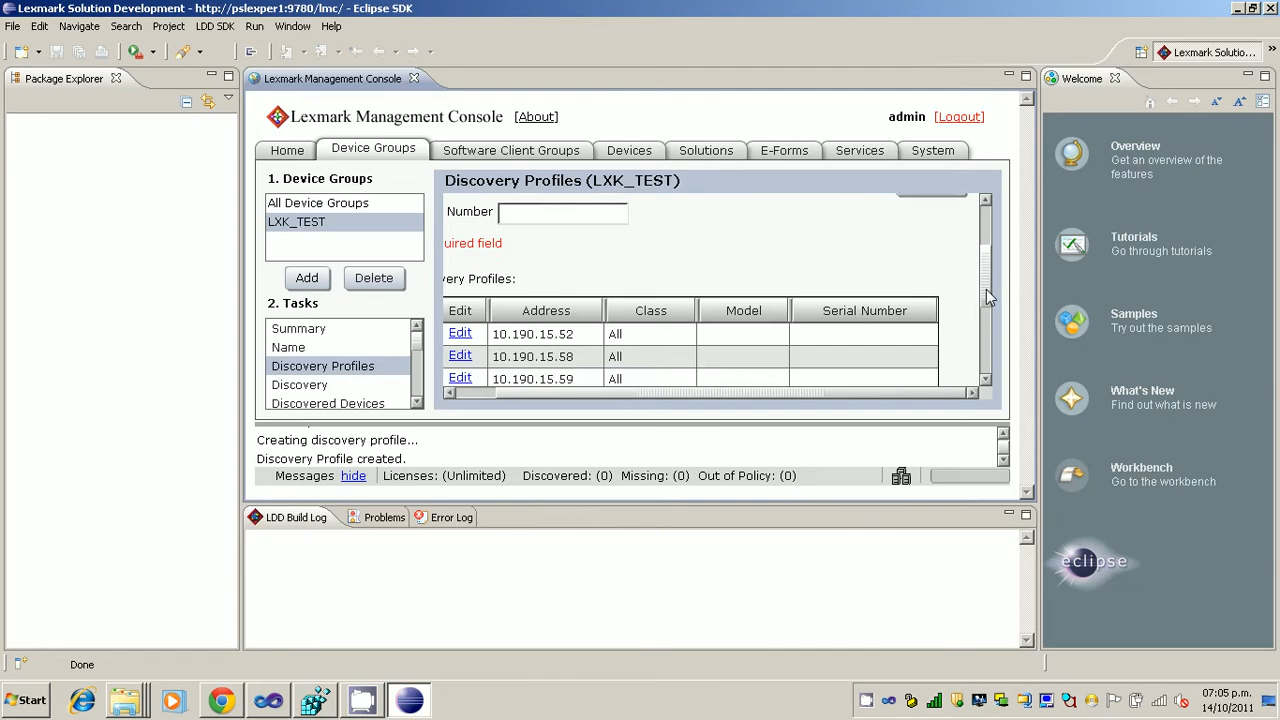 Lexmark Solution Development - http://pslexper1:9780/lmc/ - Eclipse SDK
File Edit Navigate Search Project LDD SDK Run Window Help
Lexmark Solutio...
Package Explorer
Lexmark Management Console
Welcome
Lexmark Management Console [About]
admin [Logout]
Home Device Groups Software Client Groups Devices Solutions E-Forms Services System
1. Device Groups
All Device Groups
LXK_TEST
Add Delete
2. Tasks
Summary
Name
Discovery Profiles
Discovery
Discovered Devices
Discovery Profiles (LXK_TEST)
Number
uired field
very Profiles:
Edit Address Class Model Serial Number
Edit 10.190.15.52 All
Edit 10.190.15.58 All
Edit 10.190.15.59 All
Creating discovery profile...
Discovery Profile created.
Messages hide Licenses: (Unlimited) Discovered: (0) Missing: (0) Out of Policy: (0)
LDD Build Log Problems Error Log
Overview
Get an overview of the
features
Tutorials
Go through tutorials
Samples
Try out the samples
What's New
Find out what is new
Workbench
Go to the workbench
eclipse
Done
Start
07:05 p.m.
14/10/2011